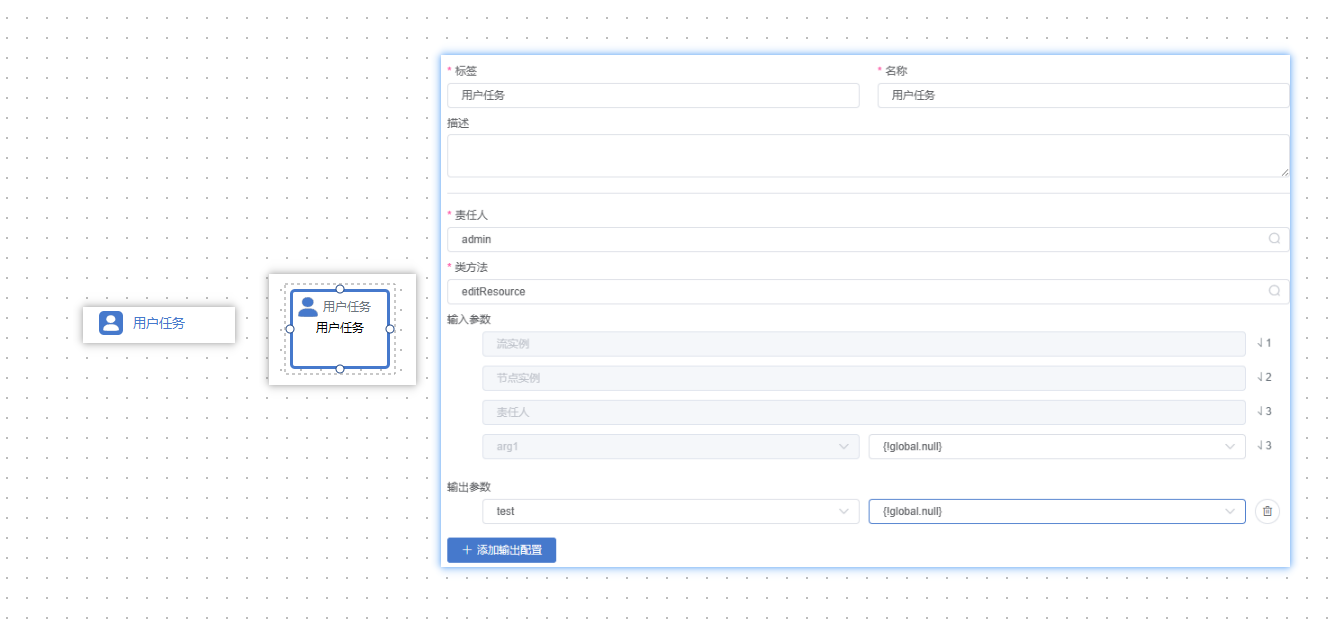 用户任务
用户任务
用户任务
* 标签
用户任务
* 名称
用户任务
描述
* 责任人
admin
* 类方法
editResource
输入参数
流实例
√ 1
节点实例
√ 2
责任人
√ 3
arg1
{!global.null}
√ 3
输出参数
test
{!global.null}
+ 添加输出配置